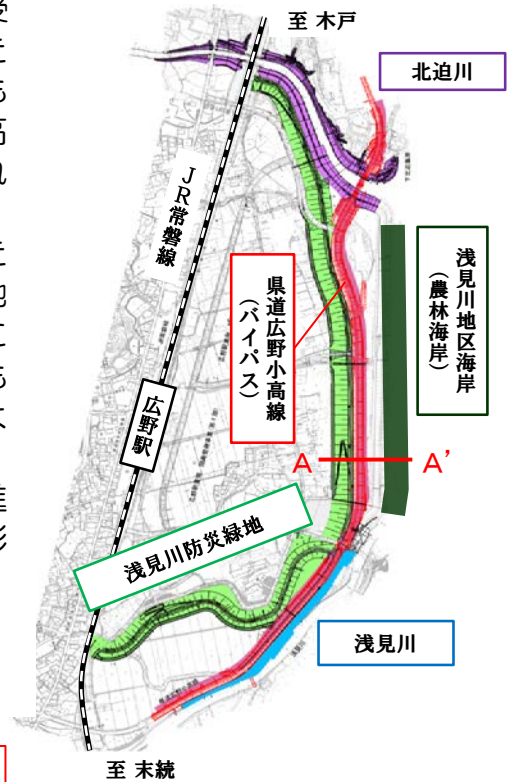 至 木戸
北迫川
JR常磐線
県道広野小高線
(バイパス)
浅見川地区海岸
(農林海岸)
広野駅
A A'
浅見川防災緑地
浅見川
至 末続